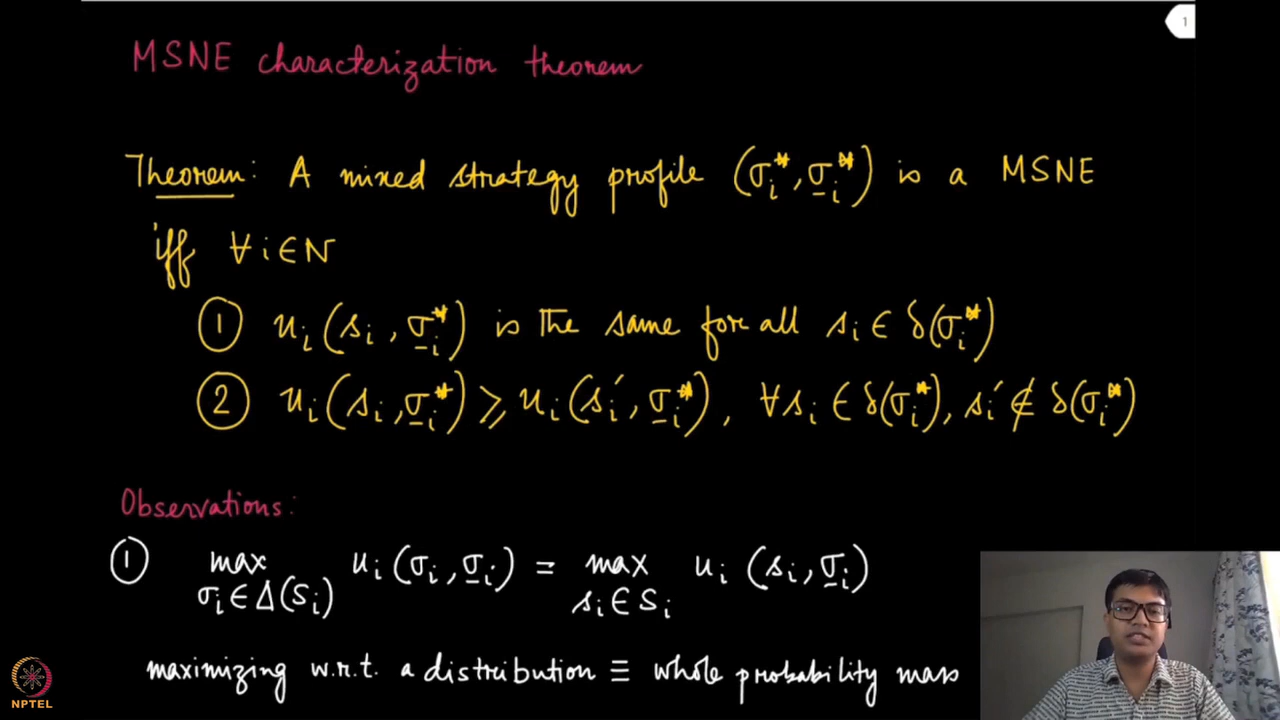 1
MSNE characterization theorem
Theorem: A mixed strategy profile (σᵢ*, σ₋ᵢ*) is a MSNE
iff ∀ i ∈ N
① uᵢ(sᵢ, σ₋ᵢ*) is the same for all sᵢ ∈ δ(σᵢ*)
② uᵢ(sᵢ, σ₋ᵢ*) ≥ uᵢ(sᵢ′, σ₋ᵢ*), ∀ sᵢ ∈ δ(σᵢ*), sᵢ′ ∉ δ(σᵢ*)
Observations:
① max uᵢ(σᵢ, σ₋ᵢ) = max uᵢ(sᵢ, σ₋ᵢ)
σᵢ ∈ Δ(Sᵢ) sᵢ ∈ Sᵢ
maximizing w.r.t. a distribution ≡ whole probability mass
NPTEL